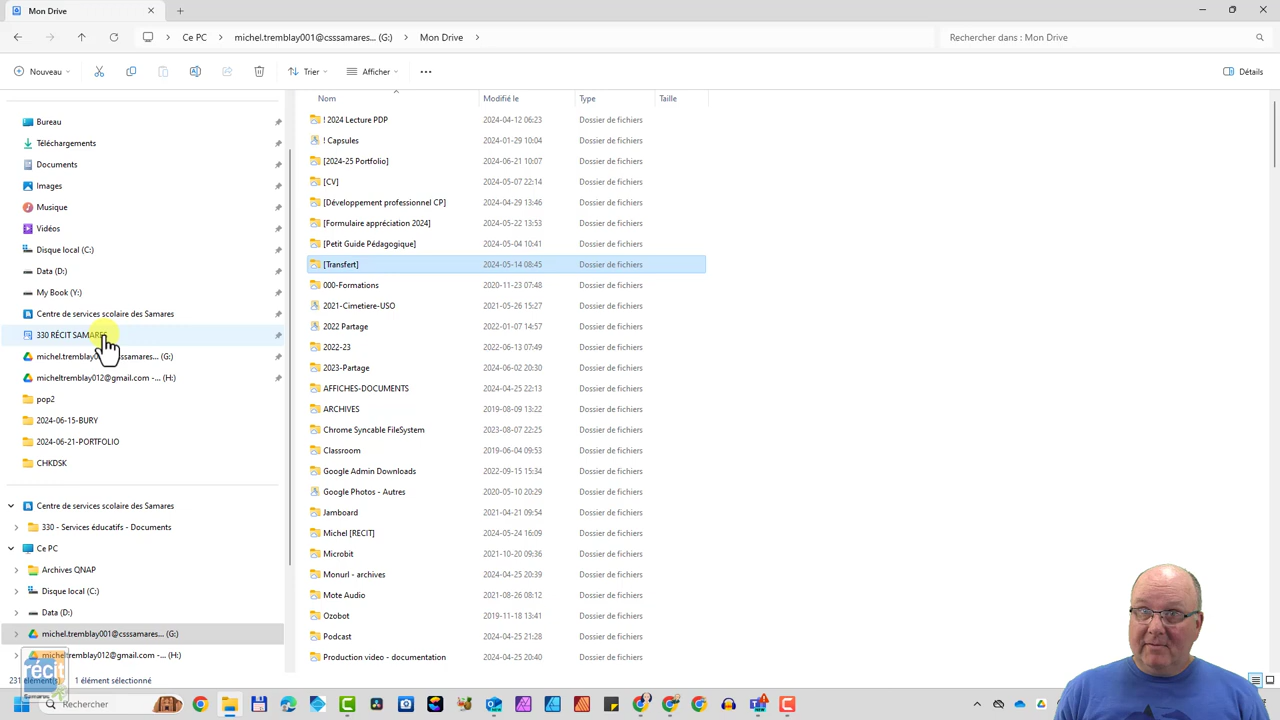 Mon Drive
Ce PC
michel.tremblay001@csssamares... (G:)
Mon Drive
Rechercher dans : Mon Drive
Nouveau
Trier
Afficher
Détails
Nom
Modifié le
Type
Taille
Bureau
Téléchargements
Documents
Images
Musique
Vidéos
Disque local (C:)
Data (D:)
My Book (Y:)
Centre de services scolaire des Samares
330 RÉCIT SAMARES
michel.tremblay ssamares... (G:)
micheltremblay012@gmail.com -... (H:)
pop2
2024-06-15-BURY
2024-06-21-PORTFOLIO
CHKDSK
Centre de services scolaire des Samares
330 - Services éducatifs - Documents
Ce PC
Archives QNAP
Disque local (C:)
Data (D:)
michel.tremblay001@csssamares... (G:)
micheltremblay012@gmail.com -... (H:)
! 2024 Lecture PDP 2024-04-12 06:23 Dossier de fichiers
! Capsules 2024-01-29 10:04 Dossier de fichiers
[2024-25 Portfolio] 2024-06-21 10:07 Dossier de fichiers
[CV] 2024-05-07 22:14 Dossier de fichiers
[Développement professionnel CP] 2024-04-29 13:46 Dossier de fichiers
[Formulaire appréciation 2024] 2024-05-22 13:53 Dossier de fichiers
[Petit Guide Pédagogique] 2024-05-04 10:41 Dossier de fichiers
[Transfert] 2024-05-14 08:45 Dossier de fichiers
000-Formations 2020-11-23 07:48 Dossier de fichiers
2021-Cimetiere-USO 2021-05-26 15:27 Dossier de fichiers
2022 Partage 2022-01-07 14:57 Dossier de fichiers
2022-23 2022-06-13 07:49 Dossier de fichiers
2023-Partage 2024-06-02 20:30 Dossier de fichiers
AFFICHES-DOCUMENTS 2024-04-25 22:13 Dossier de fichiers
ARCHIVES 2019-08-09 13:22 Dossier de fichiers
Chrome Syncable FileSystem 2023-08-07 22:25 Dossier de fichiers
Classroom 2019-06-04 09:53 Dossier de fichiers
Google Admin Downloads 2022-09-15 15:34 Dossier de fichiers
Google Photos - Autres 2020-05-10 20:29 Dossier de fichiers
Jamboard 2021-04-21 09:54 Dossier de fichiers
Michel [RECIT] 2024-05-24 16:09 Dossier de fichiers
Microbit 2021-10-20 09:36 Dossier de fichiers
Monurl - archives 2024-04-25 20:39 Dossier de fichiers
Mote Audio 2021-08-26 08:12 Dossier de fichiers
Ozobot 2019-11-18 13:41 Dossier de fichiers
Podcast 2024-04-25 21:28 Dossier de fichiers
Production video - documentation 2024-04-25 20:40 Dossier de fichiers
récit
Samares
231 élément(s)
1 élément sélectionné
Rechercher